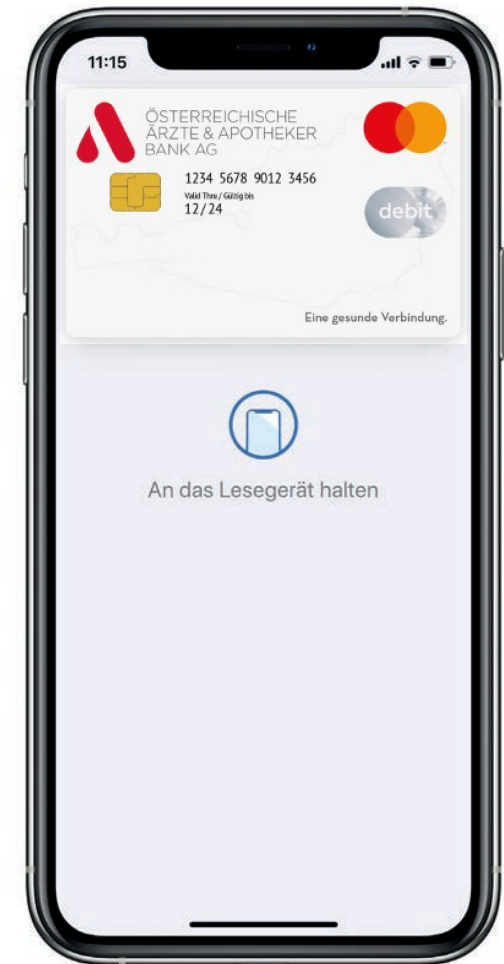 11:15
ÖSTERREICHISCHE
ÄRZTE & APOTHEKER
BANK AG
1234 5678 9012 3456
Valid Thru / Gültig bis
12/24
debit
Eine gesunde Verbindung.
An das Lesegerät halten